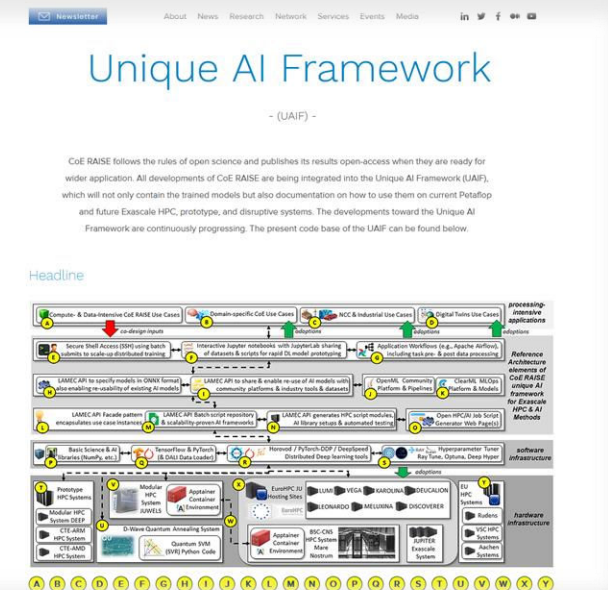 Newsletter
About News Research Network Services Events Media
Unique AI Framework
- (UAIF) -
CoE RAISE follows the rules of open science and publishes its results open-access when they are ready for
wider application. All developments of CoE RAISE are being integrated into the Unique AI Framework (UAIF),
which will not only contain the trained models but also documentation on how to use them on current Petaflop
and future Exascale HPC, prototype, and disruptive systems. The developments toward the Unique AI
Framework are continuously progressing. The present code base of the UAIF can be found below.
Headline
Compute- & Data-Intensive CoE RAISE Use Cases
A
Domain-specific CoE Use Cases
B
NCC & Industrial Use Cases
C
Digital Twins Use Cases
D
processing-
intensive
applications
co-design inputs
adoptions
adoptions
adoptions
Secure Shell Access (SSH) using batch
submits to scale-up distributed training
E
Interactive Jupyter notebooks with JupyterLab sharing
of datasets & scripts for rapid DL model prototyping
F
Application Workflows (e.g., Apache Airflow),
including task pre- & post data processing
G
Reference
Architecture
elements of
CoE RAISE
unique AI
framework
for Exascale
HPC & AI
Methods
LAMEC API to specify models in ONNX format
also enabling re-usability of existing AI models
H
LAMEC API to share & enable re-use of AI models with
community platforms & industry tools & datasets
I
OpenML Community
Platform & Pipelines
J
ClearML MLOps
Platform & Models
K
LAMEC API Facade pattern
encapsulates use case instances
L
LAMEC API Batch script repository
& scalability-proven AI frameworks
M
LAMEC API generates HPC script modules,
AI library setups & automated testing
N
Open HPC/AI Job Script
Generator Web Page(s)
O
Basic Science & AI
libraries (NumPy, etc.)
P
TensorFlow & PyTorch
(& DALI Data Loader)
Q
Horovod / PyTorch-DDP / DeepSpeed
Distributed Deep learning tools
R
RAY
Hyperparameter Tuner
Ray Tune, Optuna, Deep Hyper
S
software
infrastructure
adoptions
T
Prototype
HPC Systems
Modular HPC
System DEEP
CTE-ARM
HPC System
CTE-AMD
HPC System
U
V
Modular
HPC
System
JUWELS
Apptainer
Container
Environment
W
D-Wave Quantum Annealing System
Quantum SVM
(SVR) Python Code
X
EuroHPC JU
Hosting Sites
EuroHPC
LUMI
VEGA
KAROLINA
DEUCALION
LEONARDO
MELUXINA
DISCOVERER
Apptainer
Container
Environment
BSC-CNS
HPC System
Mare
Nostrum
JUPITER
Exascale
System
EU
HPC
Systems
Y
Rudens
VSC HPC
Systems
Aachen
Systems
hardware
infrastructure
A B C D E F G H I J K L M N O P Q R S T U V W X Y